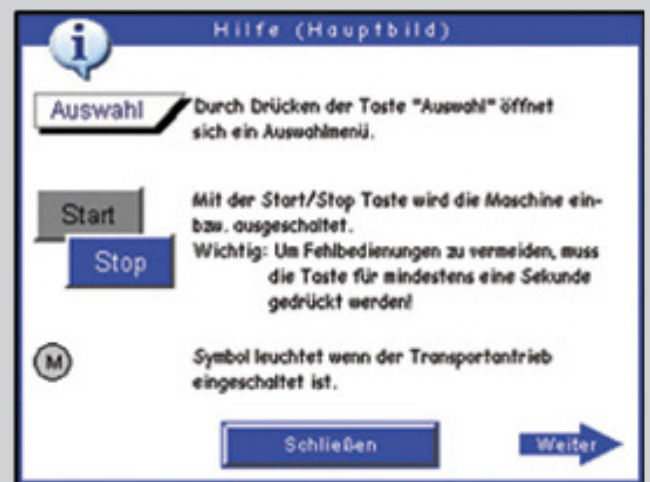 Hilfe (Hauptbild)
Auswahl
Durch Drücken der Taste "Auswahl" öffnet
sich ein Auswahlmenü.
Start
Stop
Mit der Start/Stop Taste wird die Maschine ein-
bzw. ausgeschaltet.
Wichtig: Um Fehlbedienungen zu vermeiden, muss
die Taste für mindestens eine Sekunde
gedrückt werden!
M
Symbol leuchtet wenn der Transportantrieb
eingeschaltet ist.
Schließen
Weiter